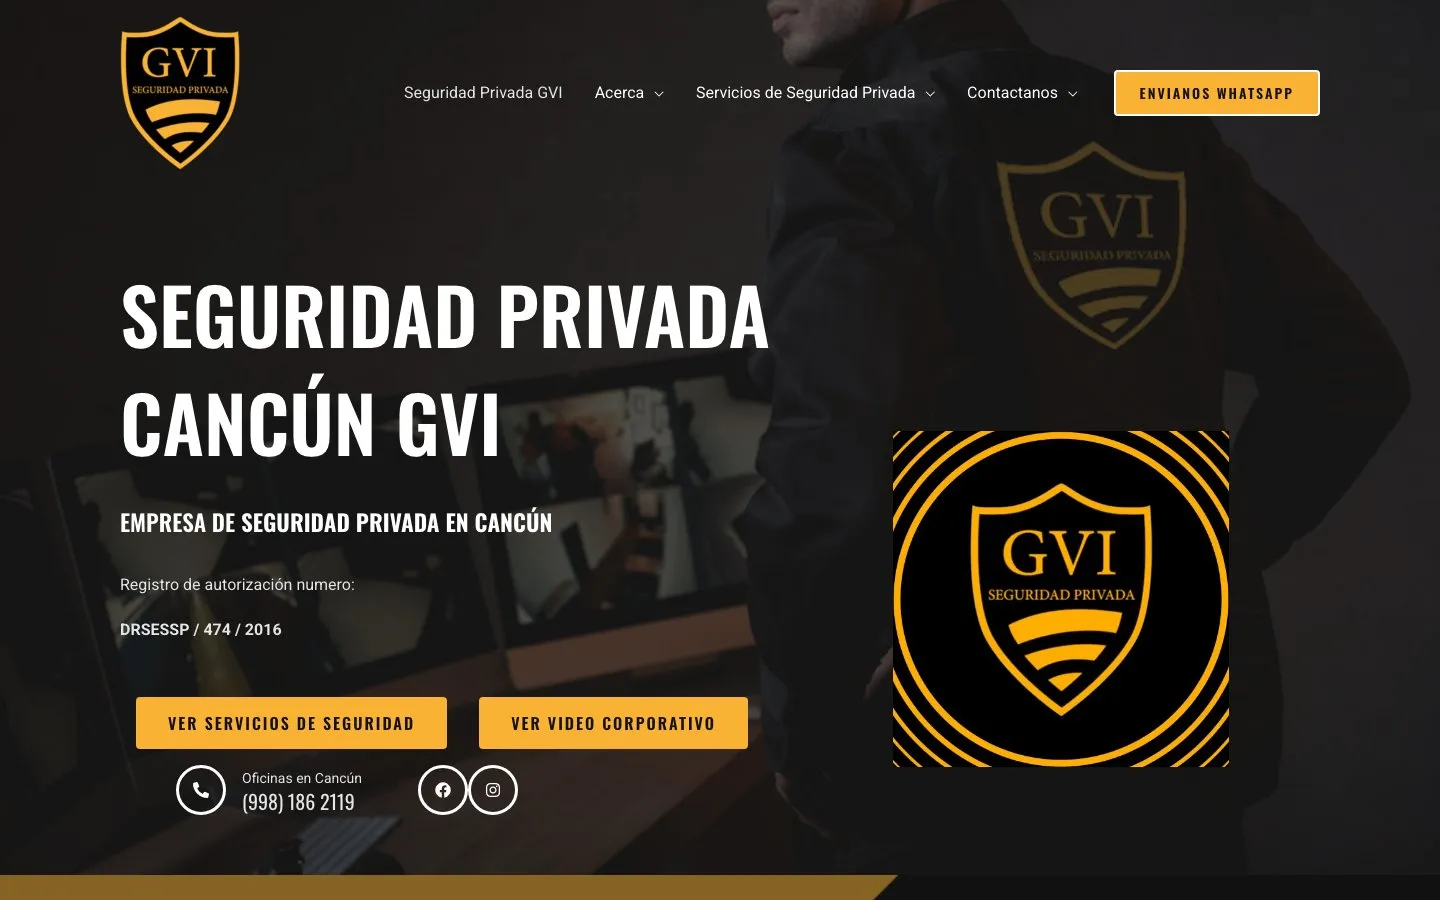 GVI
SEGURIDAD PRIVADA
Seguridad Privada GVI
Acerca
Servicios de Seguridad Privada
Contactanos
ENVIANOS WHATSAPP
GVI
SEGURIDAD PRIVADA
SEGURIDAD PRIVADA
CANCÚN GVI
EMPRESA DE SEGURIDAD PRIVADA EN CANCÚN
Registro de autorización numero:
DRSESSP / 474 / 2016
GVI
SEGURIDAD PRIVADA
VER SERVICIOS DE SEGURIDAD
VER VIDEO CORPORATIVO
Oficinas en Cancún
(998) 186 2119